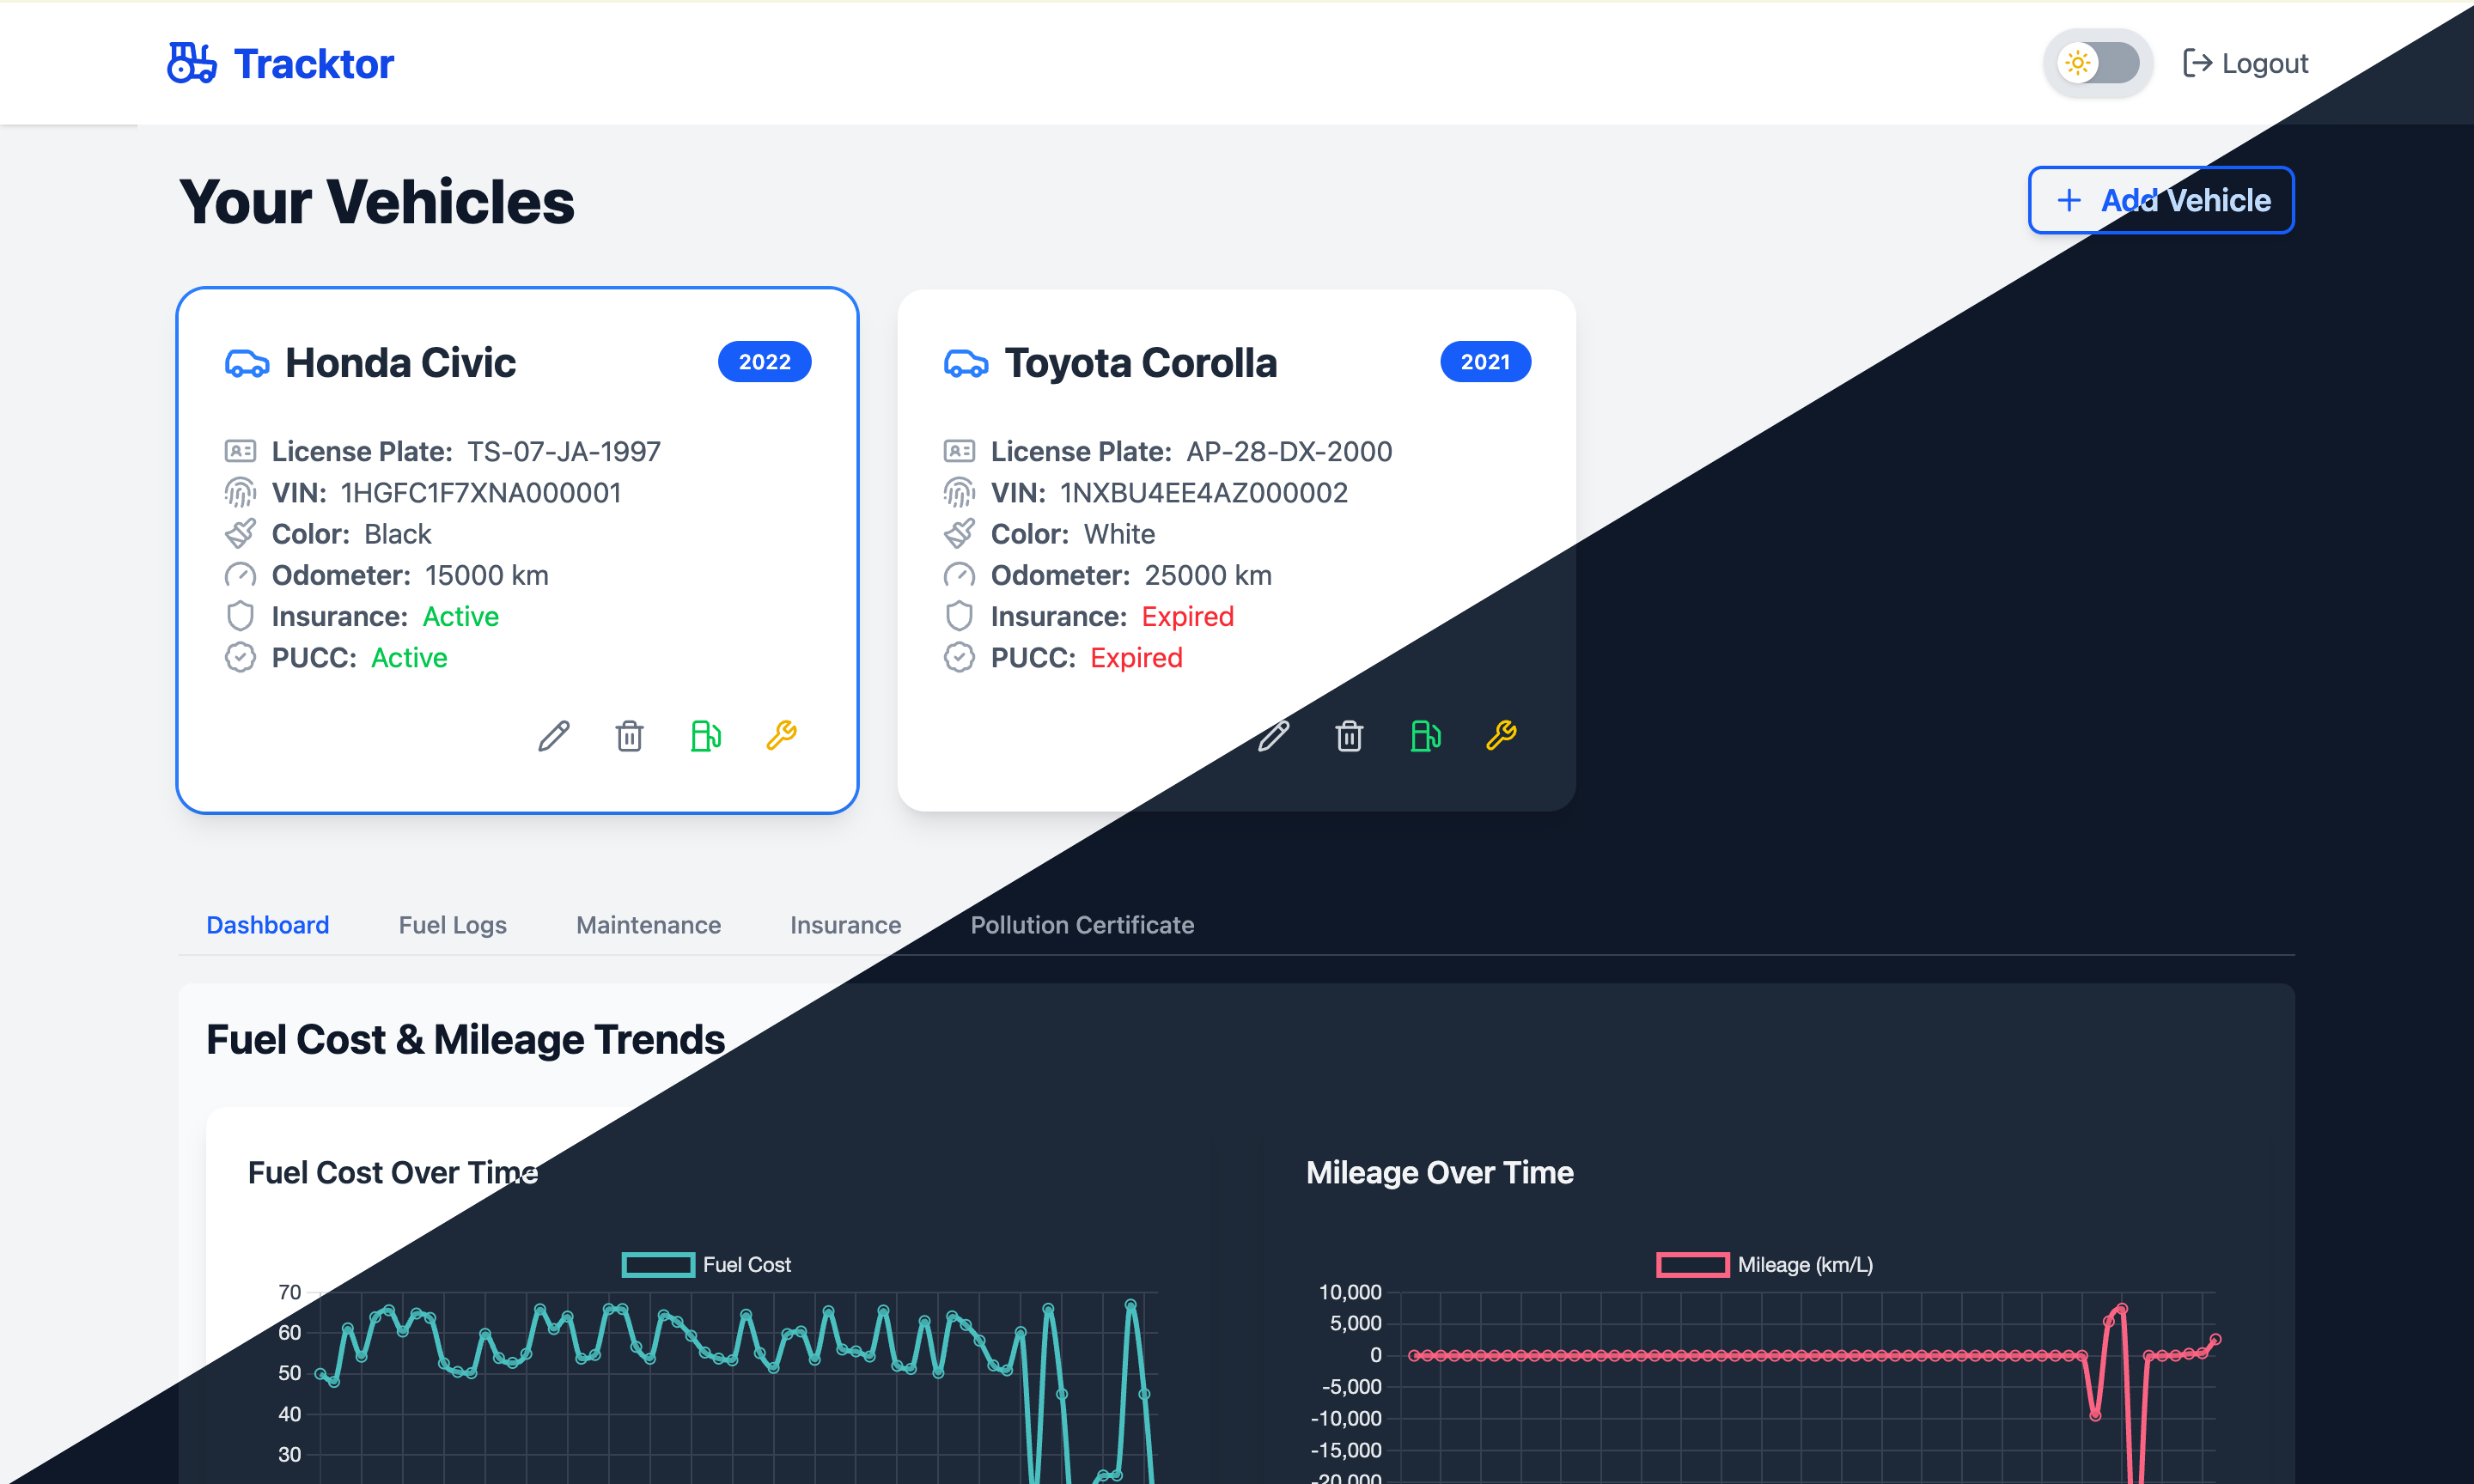 Tracktor
Logout
Your Vehicles
Add Vehicle
Honda Civic
2022
License Plate: TS-07-JA-1997
VIN: 1HGFC1F7XNA000001
Color: Black
Odometer: 15000 km
Insurance: Active
PUCC: Active
Toyota Corolla
2021
License Plate: AP-28-DX-2000
VIN: 1NXBU4EE4AZ000002
Color: White
Odometer: 25000 km
Insurance: Expired
PUCC: Expired
Dashboard Fuel Logs Maintenance Insurance Pollution Certificate
Fuel Cost & Mileage Trends
Fuel Cost Over Time
Fuel Cost
70
60
50
40
30
Mileage Over Time
Mileage (km/L)
10,000
5,000
0
-5,000
-10,000
-15,000
-20,000